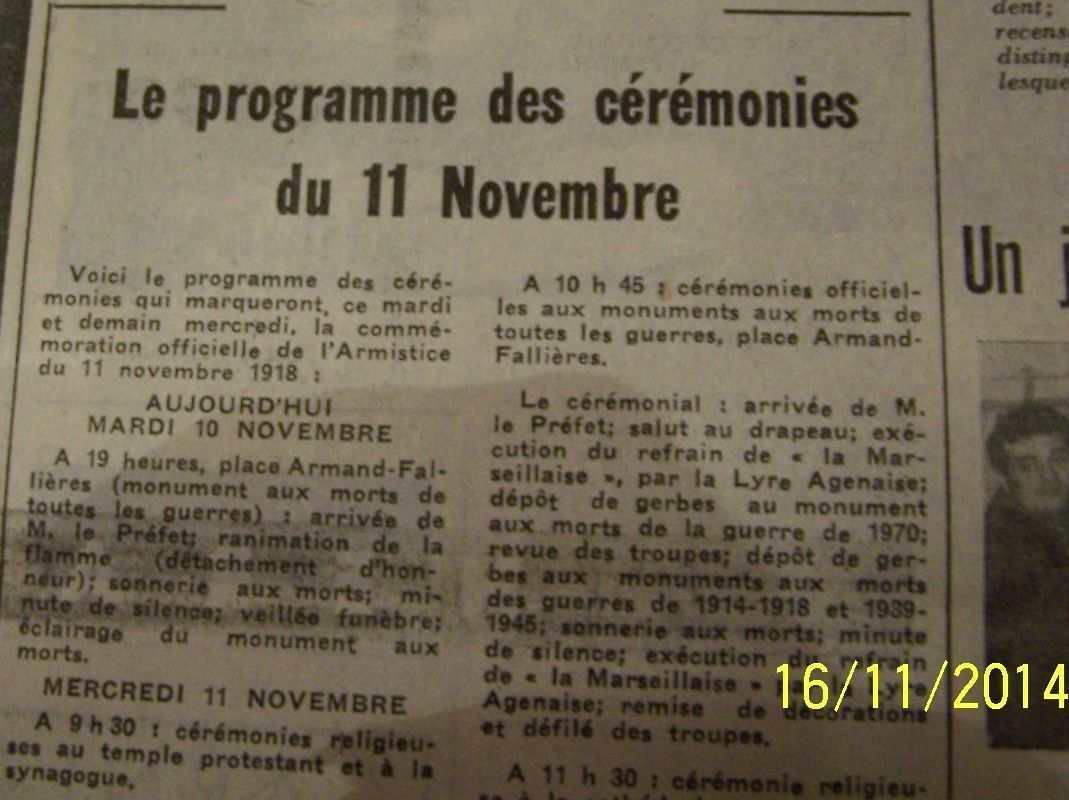 Le programme des cérémonies
du 11 Novembre
Voici le programme des céré-
monies qui marqueront, ce mardi
et demain mercredi, la commé-
moration officielle de l'Armistice
du 11 novembre 1918 :
AUJOURD'HUI
MARDI 10 NOVEMBRE
A 19 heures, place Armand-Fal-
lières (monument aux morts de
toutes les guerres) : arrivée de
M. le Préfet; ranimation de la
flamme (détachement d'hon-
neur); sonnerie aux morts; mi-
nute de silence; veillée funèbre;
éclairage du monument aux
morts.
MERCREDI 11 NOVEMBRE
A 9 h 30 : cérémonies religieu-
ses au temple protestant et à la
synagogue.
A 10 h 45 : cérémonies officiel-
les aux monuments aux morts de
toutes les guerres, place Armand-
Fallières.
Le cérémonial : arrivée de M.
le Préfet; salut au drapeau; exé-
cution du refrain de « la Mar-
seillaise », par la Lyre Agenaise;
dépôt de gerbes au monument
aux morts de la guerre de 1970;
revue des troupes; dépôt de ger-
bes aux monuments aux morts
des guerres de 1914-1918 et 1939-
1945; sonnerie aux morts; minute
de silence; exécution du refrain
de « la Marseillaise » Lyre
Agenaise; remise de décorations
et défilé des troupes.
A 11 h 30 : cérémonie religieu-
dent;
recens
disting
lesque
Un j
16/11/2014